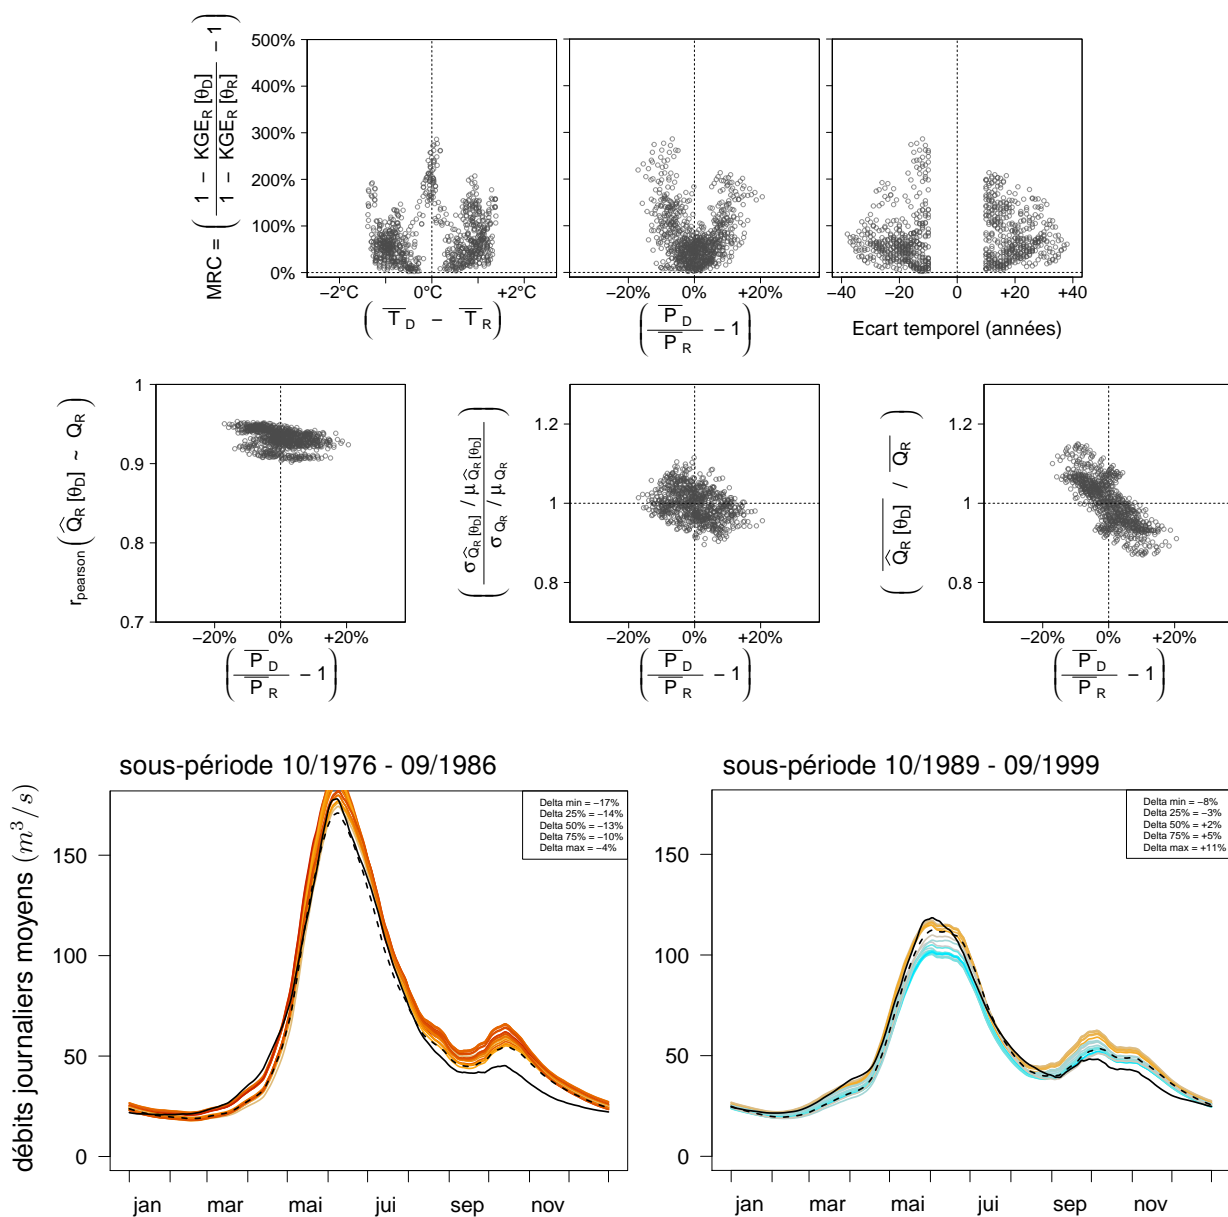 MRC = ( 1 − KGE_R [θ_D] / 1 − KGE_R [θ_R] − 1 )
500%
400%
300%
200%
100%
0%
−2°C 0°C +2°C
−20% 0% +20%
−40 −20 0 +20 +40
( T_D − T_R )
( P_D / P_R − 1 )
Ecart temporel (années)
r_pearson ( Q_R [θ_D] ~ Q_R )
1
0.9
0.8
0.7
−20% 0% +20%
( P_D / P_R − 1 )
( σ Q_R [θ_D] / μ Q_R [θ_D] / σ Q_R / μ Q_R )
1.2
1
0.8
−20% 0% +20%
( P_D / P_R − 1 )
( Q_R [θ_D] / Q_R )
1.2
1
0.8
−20% 0% +20%
( P_D / P_R − 1 )
débits journaliers moyens (m³/s)
sous-période 10/1976 - 09/1986
Delta min = −17%
Delta 25% = −14%
Delta 50% = −13%
Delta 75% = −10%
Delta max = −4%
150
100
50
0
jan mar mai jui sep nov
sous-période 10/1989 - 09/1999
Delta min = −8%
Delta 25% = −3%
Delta 50% = +2%
Delta 75% = +5%
Delta max = +11%
150
100
50
0
jan mar mai jui sep nov